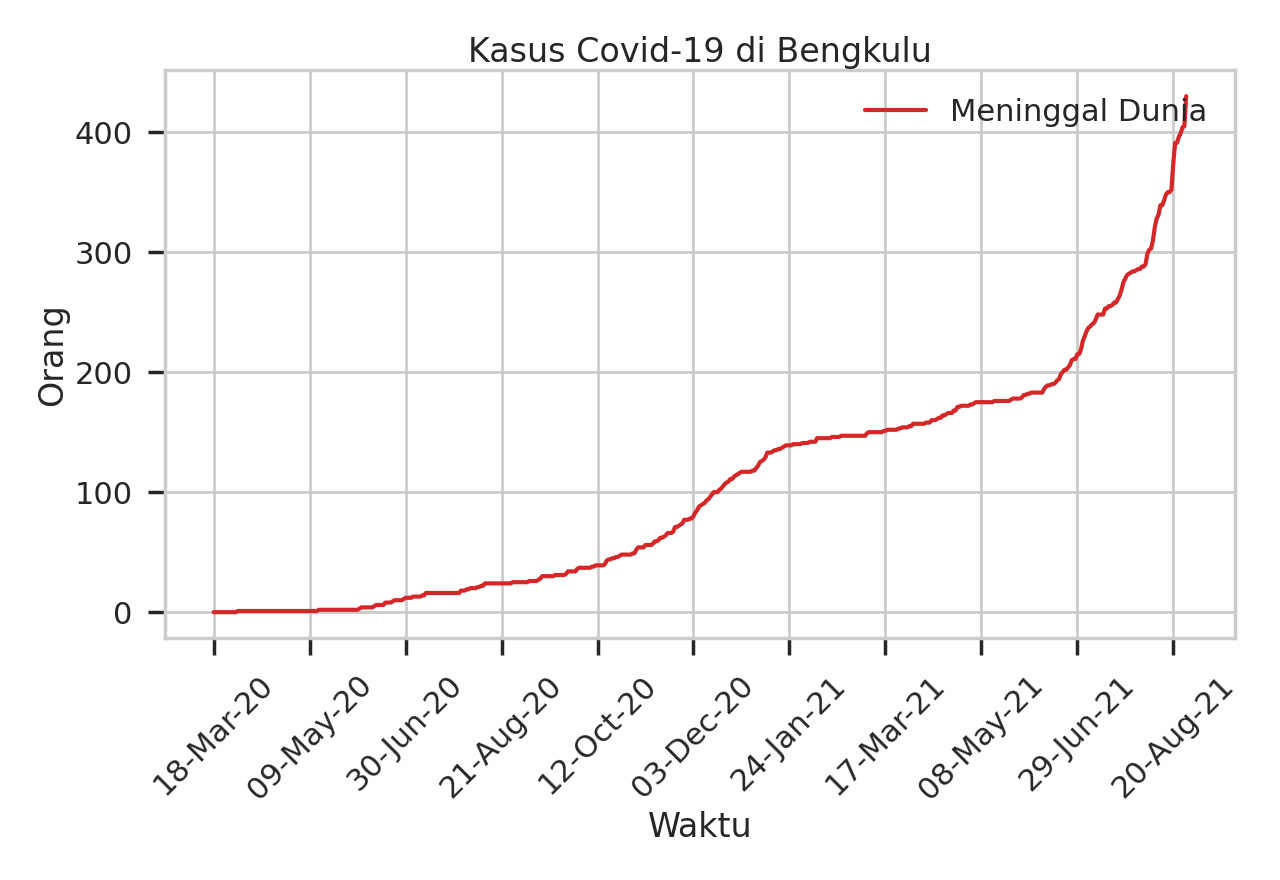 Kasus Covid-19 di Bengkulu
Meninggal Dunia
400
300
200
100
0
Orang
18-Mar-20
09-May-20
30-Jun-20
21-Aug-20
12-Oct-20
03-Dec-20
24-Jan-21
17-Mar-21
08-May-21
29-Jun-21
20-Aug-21
Waktu